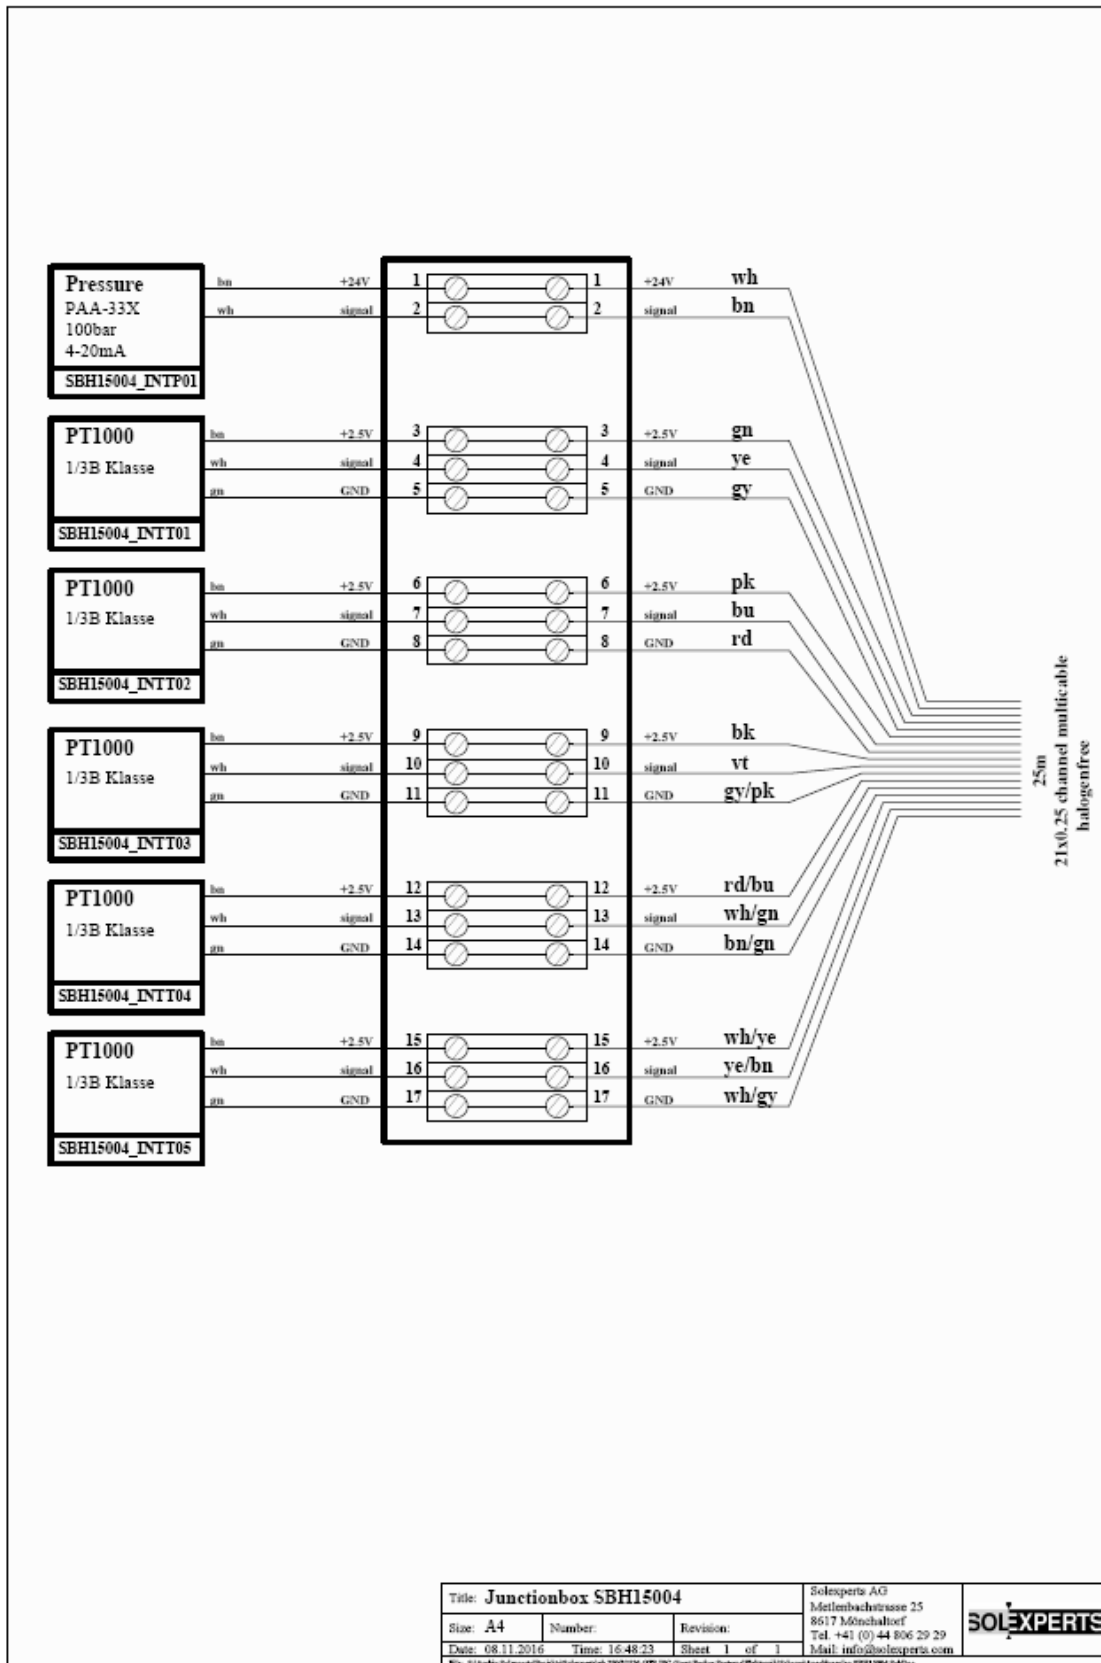 Pressure
PAA-33X
100bar
4-20mA
SBH15004_INTP01
bn +24V 1 1 +24V wh
wh signal 2 2 signal bn
PT1000
1/3B Klasse
SBH15004_INTT01
bn +2.5V 3 3 +2.5V gn
wh signal 4 4 signal ye
gn GND 5 5 GND gy
PT1000
1/3B Klasse
SBH15004_INTT02
bn +2.5V 6 6 +2.5V pk
wh signal 7 7 signal bu
gn GND 8 8 GND rd
PT1000
1/3B Klasse
SBH15004_INTT03
bn +2.5V 9 9 +2.5V bk
wh signal 10 10 signal vt
gn GND 11 11 GND gy/pk
PT1000
1/3B Klasse
SBH15004_INTT04
bn +2.5V 12 12 +2.5V rd/bu
wh signal 13 13 signal wh/gn
gn GND 14 14 GND bn/gn
PT1000
1/3B Klasse
SBH15004_INTT05
bn +2.5V 15 15 +2.5V wh/ye
wh signal 16 16 signal ye/bn
gn GND 17 17 GND wh/gy
25m
21x0.25 channel multicable
halogenfree
Title: Junctionbox SBH15004
Size: A4 Number: Revision:
Date: 08.11.2016 Time: 16:48:23 Sheet 1 of 1
Solexperts AG
Mettlenbachstrasse 25
8617 Mönchaltorf
Tel. +41 (0) 44 806 29 29
Mail: info@solexperts.com
SOLEXPERTS